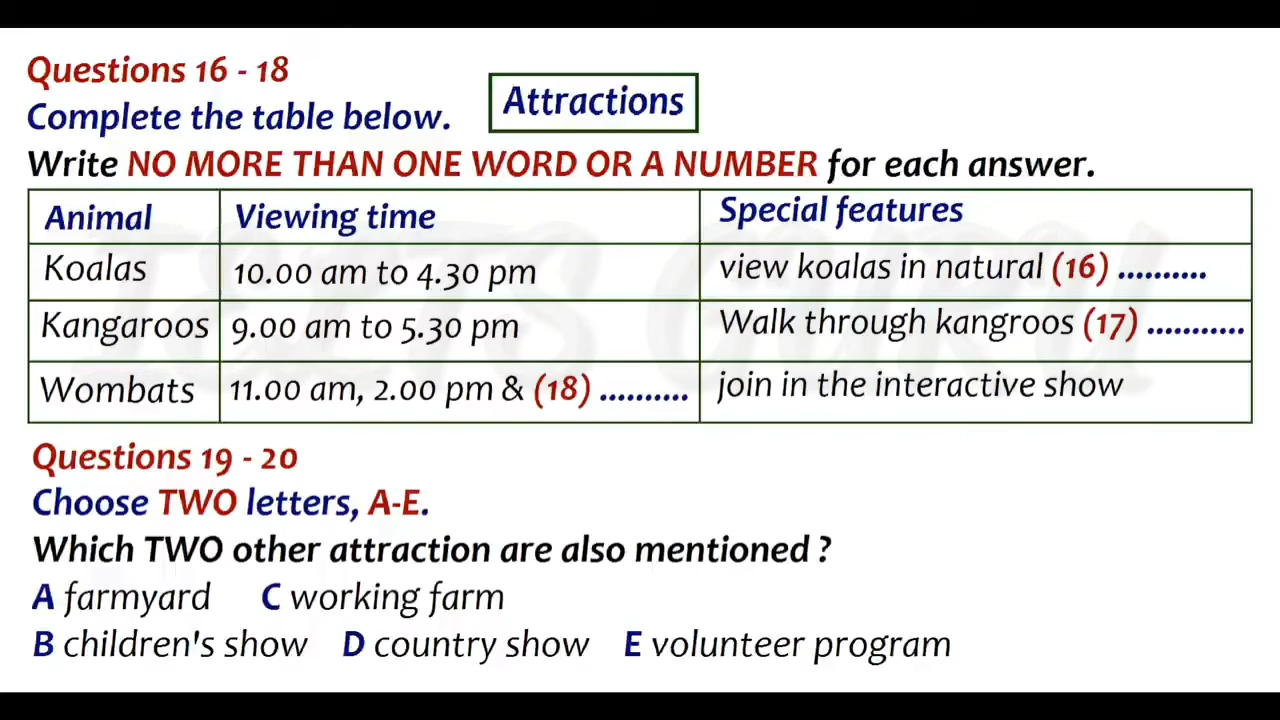 Questions 16 - 18
Complete the table below.
Attractions
Write NO MORE THAN ONE WORD OR A NUMBER for each answer.
Animal Viewing time Special features
Koalas 10.00 am to 4.30 pm view koalas in natural (16) ..........
Kangaroos 9.00 am to 5.30 pm Walk through kangroos (17) ...........
Wombats 11.00 am, 2.00 pm & (18) .......... join in the interactive show
Questions 19 - 20
Choose TWO letters, A-E.
Which TWO other attraction are also mentioned ?
A farmyard C working farm
B children's show D country show E volunteer program
IELTS GURU